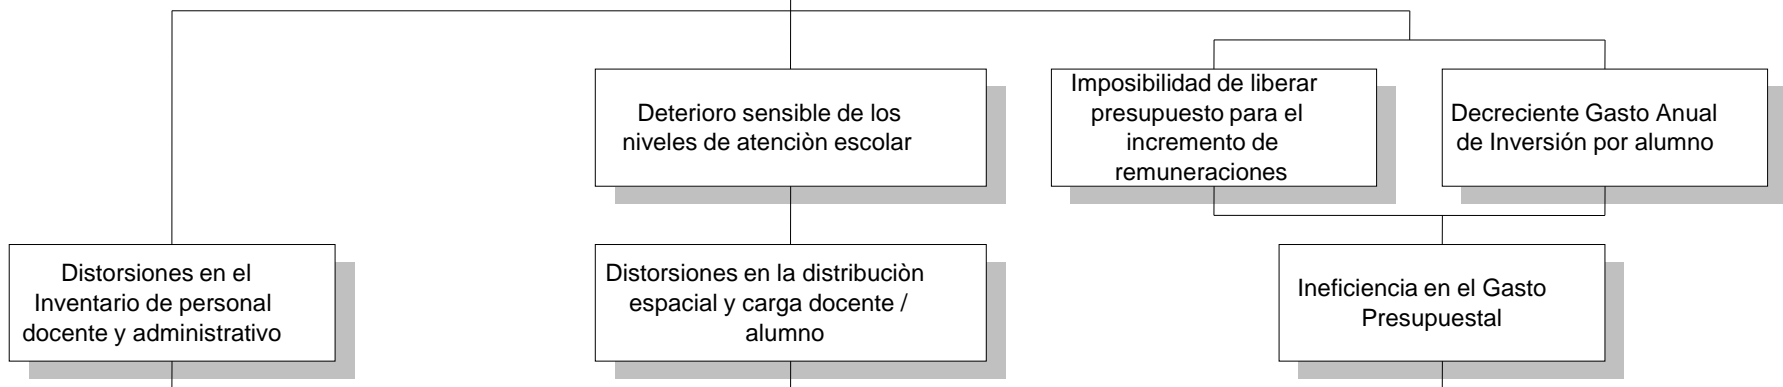 Deterioro sensible de los
niveles de atenciòn escolar
Imposibilidad de liberar
presupuesto para el
incremento de
remuneraciones
Decreciente Gasto Anual
de Inversión por alumno
Distorsiones en el
Inventario de personal
docente y administrativo
Distorsiones en la distribuciòn
espacial y carga docente /
alumno
Ineficiencia en el Gasto
Presupuestal